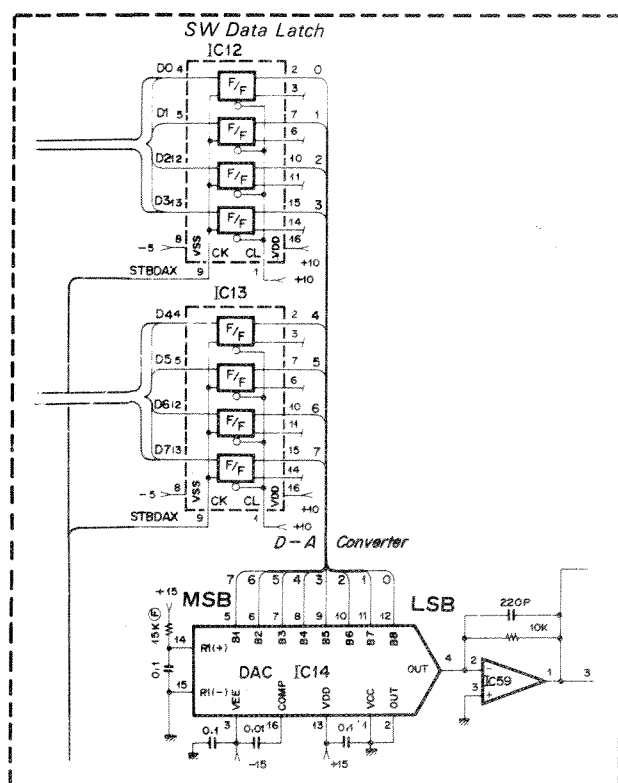 SW Data Latch
IC12
D0 4 F/F 2 0
3
D1 5 F/F 7 1
6
D2 12 F/F 10 2
11
D3 13 F/F 15 3
14
-5 8 VSS CK CL VDD 16
+10
STBDAX 9 1 +10
IC13
D4 4 F/F 2 4
3
D5 5 F/F 7 5
6
D6 12 F/F 10 6
11
D7 13 F/F 15 7
14
-5 8 VSS CK CL VDD 16
+10
STBDAX 9 1 +10
D-A Converter
7 6 5 4 3 2 1 0
MSB LSB
+15
5 6 7 8 9 10 11 12
220P
15K F
B1 B2 B3 B4 B5 B6 B7 B8
10K
14 R1(+)
OUT 4
2 -
0.1
DAC IC14
IC59 1 3
15 R1(-)
3 +
VEE COMP VDD VCC OUT
3 16 13 1 2
0.1 0.01 0.1
-15 +15